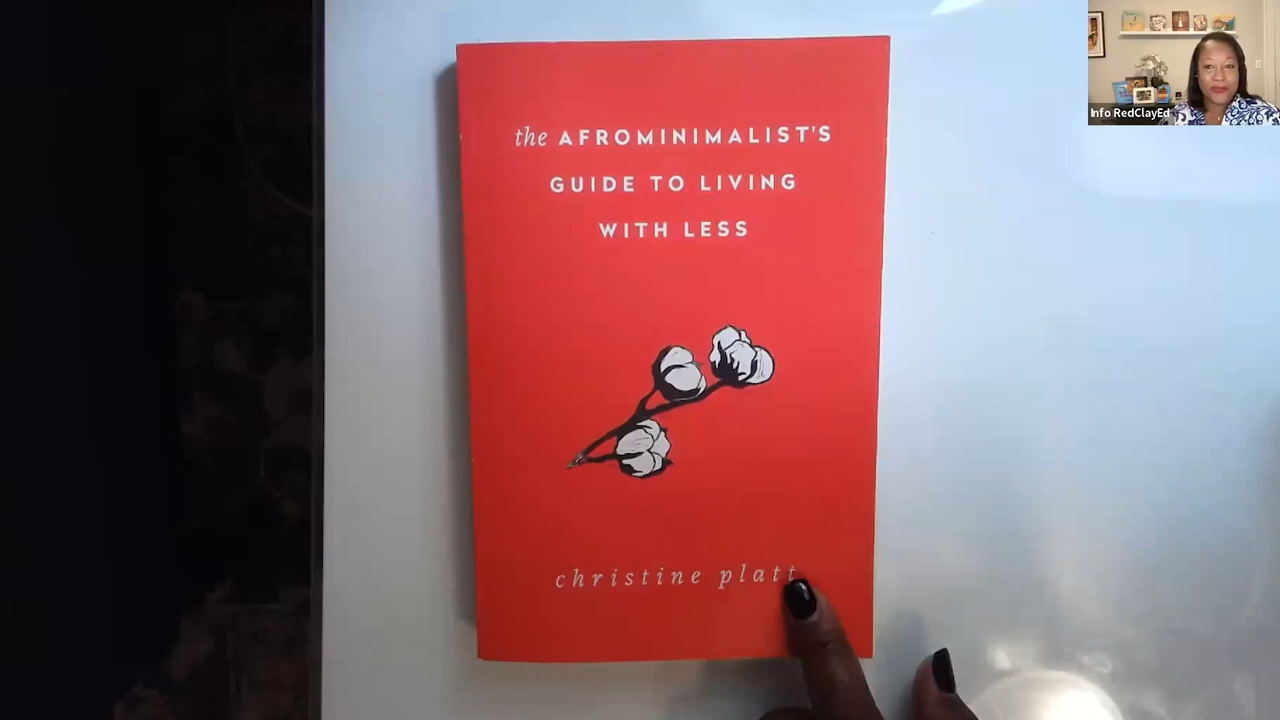 the AFROMINIMALIST'S
GUIDE TO LIVING
WITH LESS
christine platt
Info RedClayEd